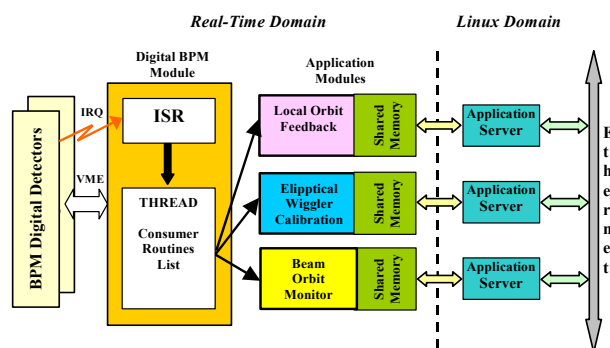 Real-Time Domain
Linux Domain
Digital BPM
Module
Application
Modules
BPM Digital Detectors
IRQ
VME
ISR
THREAD
Consumer
Routines
List
Local Orbit
Feedback
Shared
Memory
Application
Server
Elipptical
Wiggler
Calibration
Shared
Memory
Application
Server
Beam
Orbit
Monitor
Shared
Memory
Application
Server
Ethernet